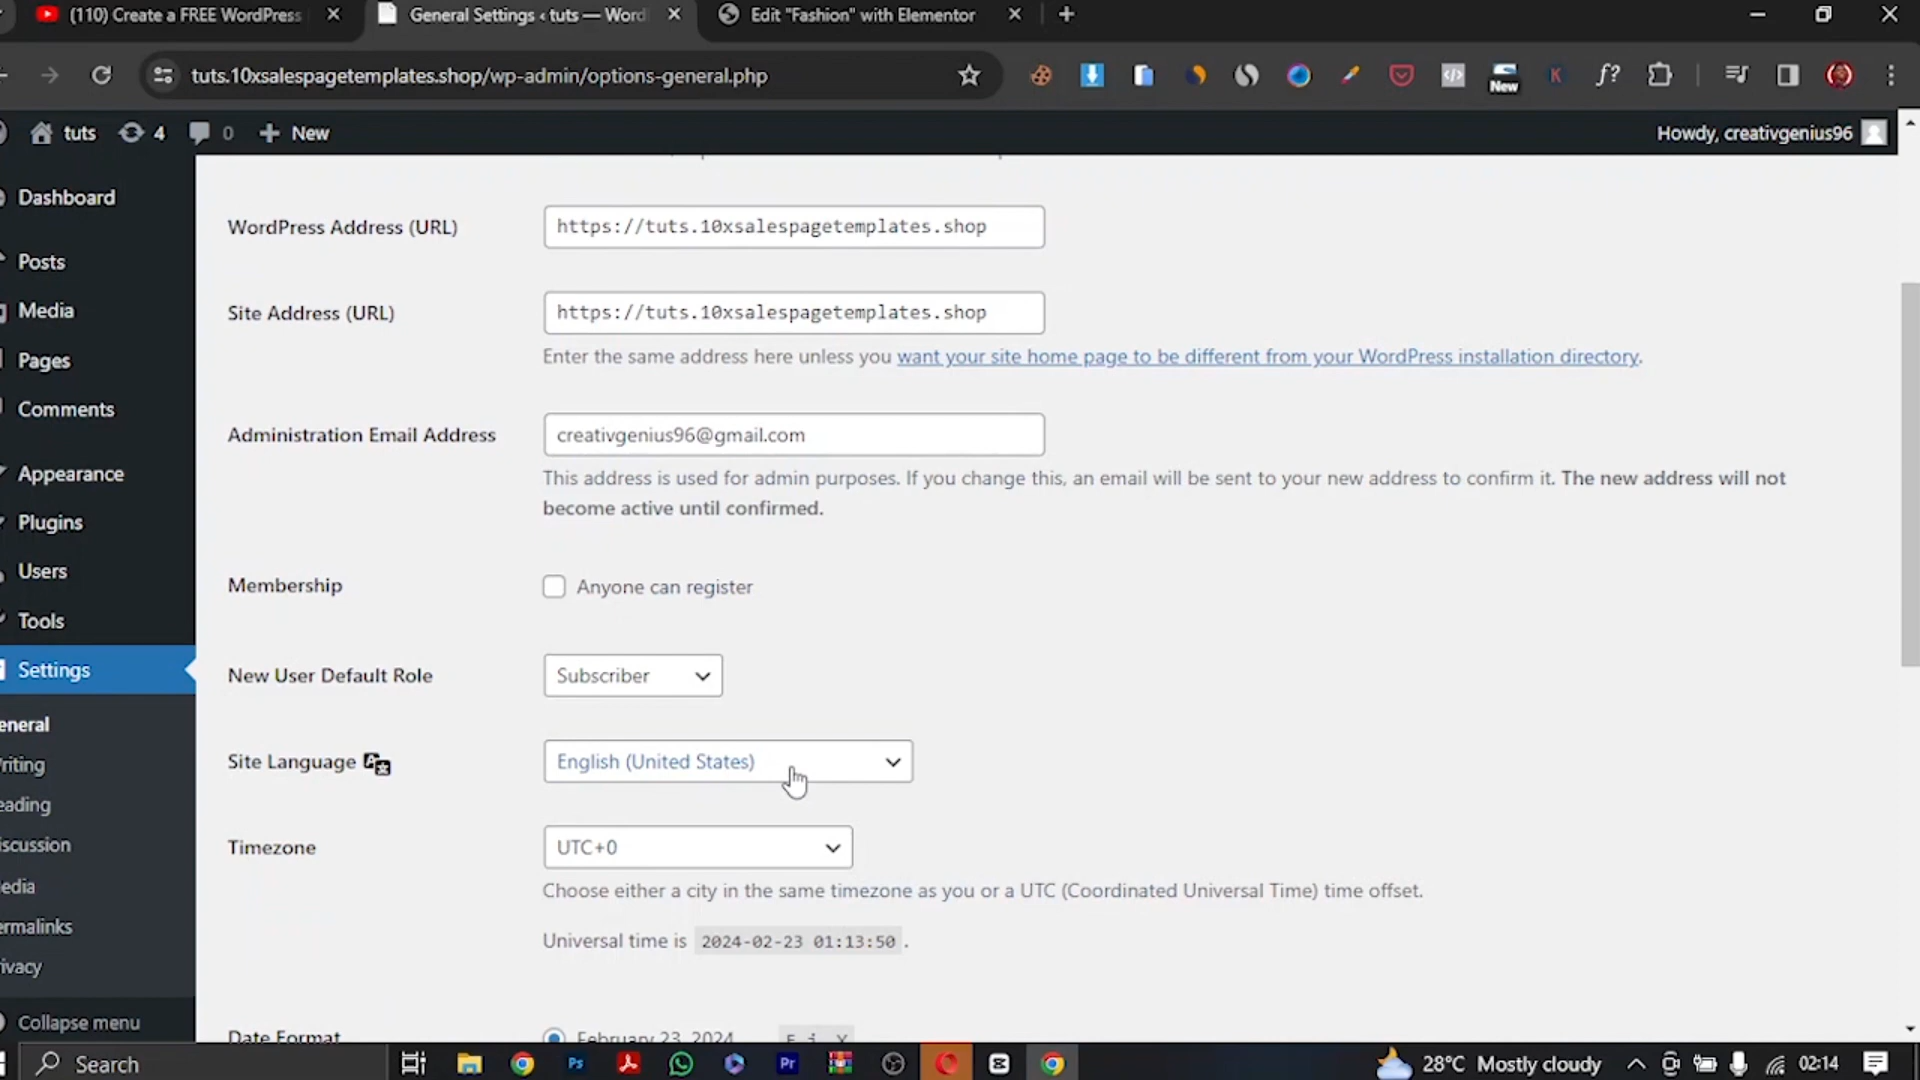 (110) Create a FREE WordPress
General Settings ‹ tuts — Word
Edit "Fashion" with Elementor
tuts.10xsalespagetemplates.shop/wp-admin/options-general.php
New
K
f?
tuts
4
0
New
Howdy, creativgenius96
Dashboard
Posts
Media
Pages
Comments
Appearance
Plugins
Users
Tools
Settings
eneral
riting
eading
iscussion
edia
ermalinks
rivacy
Collapse menu
WordPress Address (URL)
https://tuts.10xsalespagetemplates.shop
Site Address (URL)
https://tuts.10xsalespagetemplates.shop
Enter the same address here unless you want your site home page to be different from your WordPress installation directory.
Administration Email Address
creativgenius96@gmail.com
This address is used for admin purposes. If you change this, an email will be sent to your new address to confirm it. The new address will not
become active until confirmed.
Membership
Anyone can register
New User Default Role
Subscriber
Site Language
English (United States)
Timezone
UTC+0
Choose either a city in the same timezone as you or a UTC (Coordinated Universal Time) time offset.
Universal time is 2024-02-23 01:13:50 .
Date Format
February 23, 2024
F j, Y
Search
Ps
Pr
28°C Mostly cloudy
02:14